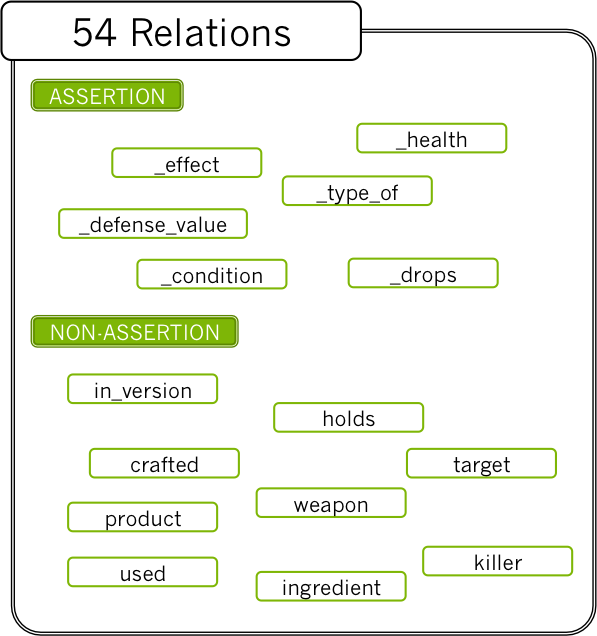 54 Relations
ASSERTION
_health
_effect
_type_of
_defense_value
_condition
_drops
NON-ASSERTION
in_version
holds
crafted
target
weapon
product
killer
used
ingredient